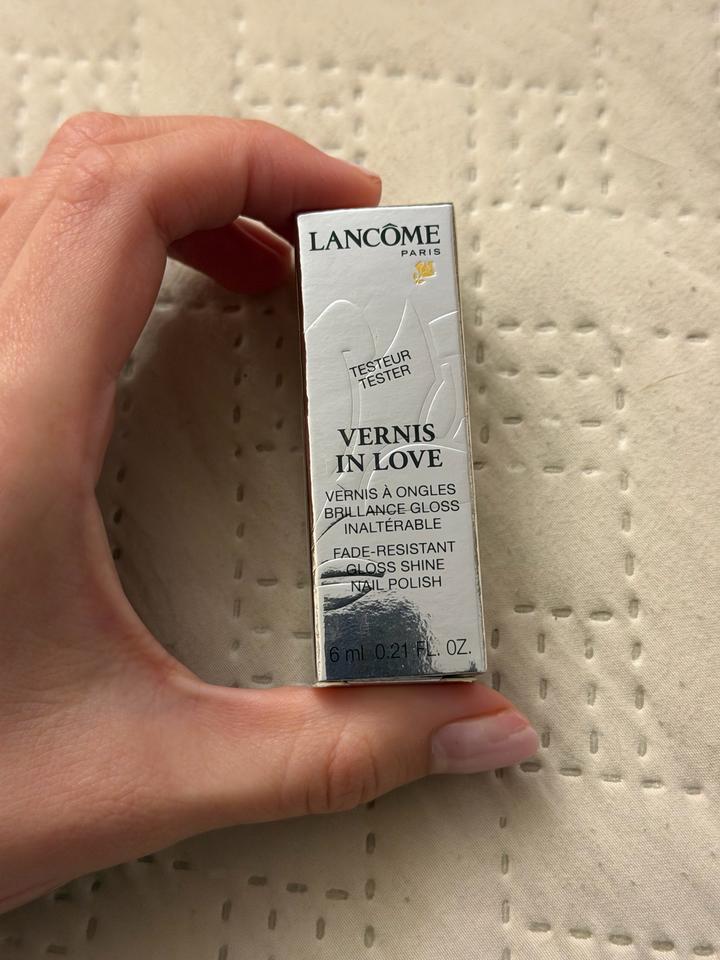 LANCÔME
PARIS
TESTEUR
TESTER
VERNIS
IN LOVE
VERNIS À ONGLES
BRILLANCE GLOSS
INALTÉRABLE
FADE-RESISTANT
GLOSS SHINE
NAIL POLISH
6 ml 0.21 FL. OZ.